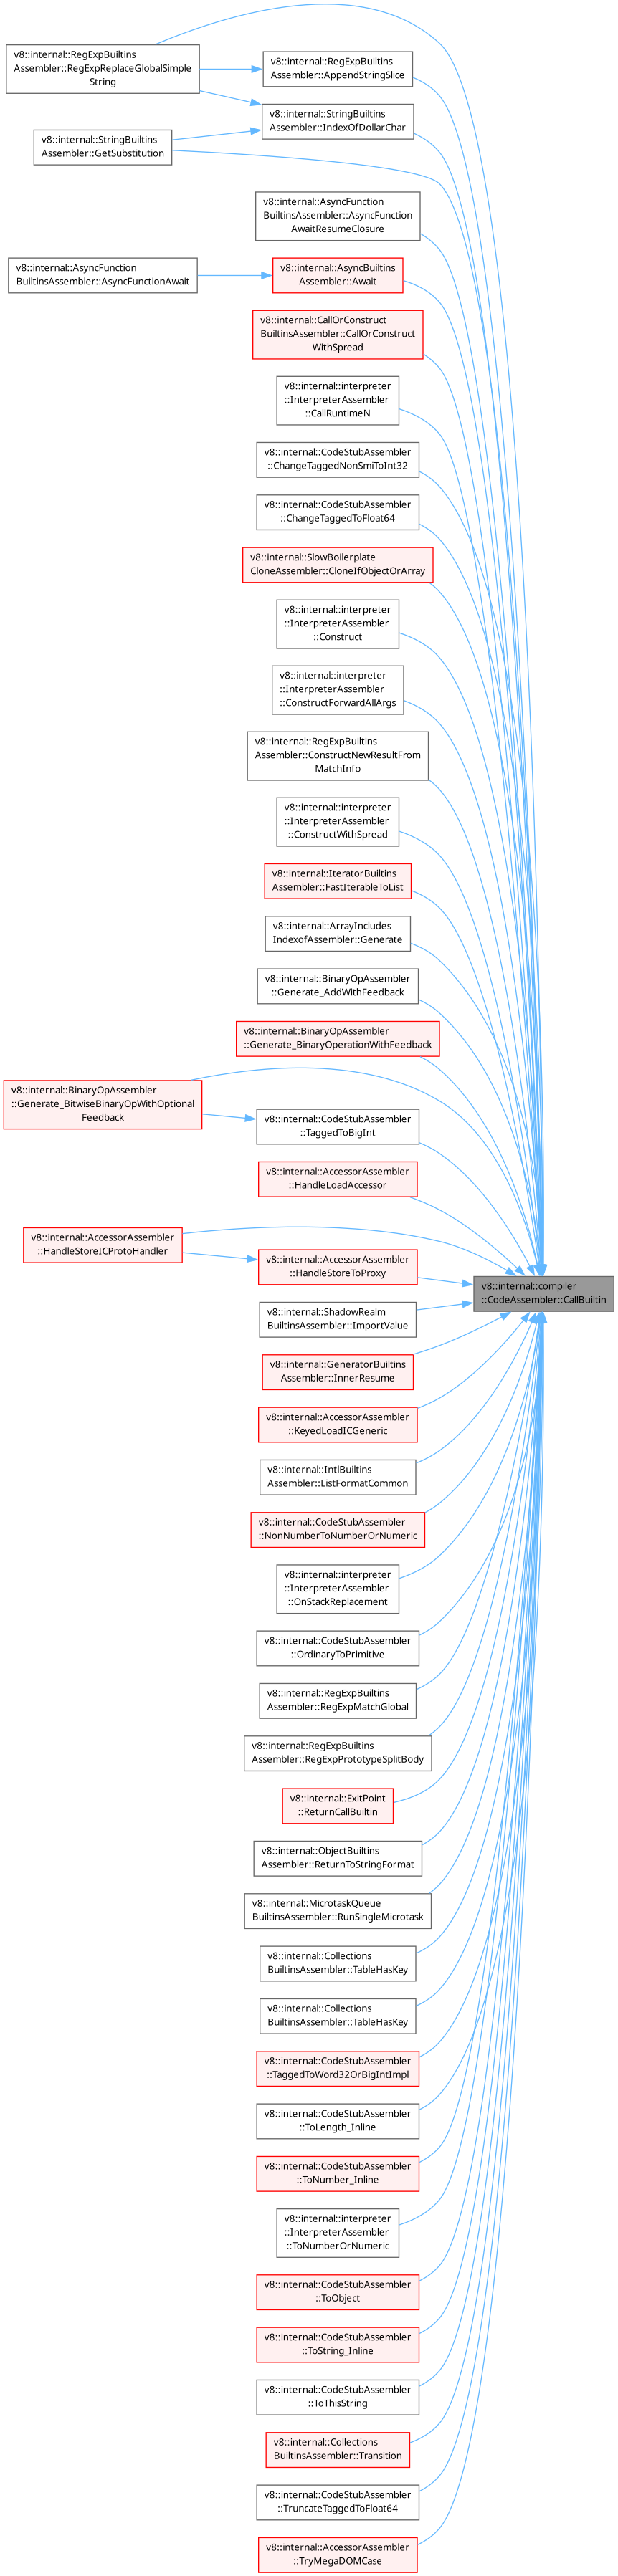 v8::internal::RegExpBuiltins
Assembler::RegExpReplaceGlobalSimple
String
v8::internal::RegExpBuiltins
Assembler::AppendStringSlice
v8::internal::StringBuiltins
Assembler::IndexOfDollarChar
v8::internal::StringBuiltins
Assembler::GetSubstitution
v8::internal::AsyncFunction
BuiltinsAssembler::AsyncFunction
AwaitResumeClosure
v8::internal::AsyncFunction
BuiltinsAssembler::AsyncFunctionAwait
v8::internal::AsyncBuiltins
Assembler::Await
v8::internal::CallOrConstruct
BuiltinsAssembler::CallOrConstruct
WithSpread
v8::internal::interpreter
::InterpreterAssembler
::CallRuntimeN
v8::internal::CodeStubAssembler
::ChangeTaggedNonSmiToInt32
v8::internal::CodeStubAssembler
::ChangeTaggedToFloat64
v8::internal::SlowBoilerplate
CloneAssembler::CloneIfObjectOrArray
v8::internal::interpreter
::InterpreterAssembler
::Construct
v8::internal::interpreter
::InterpreterAssembler
::ConstructForwardAllArgs
v8::internal::RegExpBuiltins
Assembler::ConstructNewResultFrom
MatchInfo
v8::internal::interpreter
::InterpreterAssembler
::ConstructWithSpread
v8::internal::IteratorBuiltins
Assembler::FastIterableToList
v8::internal::ArrayIncludes
IndexofAssembler::Generate
v8::internal::BinaryOpAssembler
::Generate_AddWithFeedback
v8::internal::BinaryOpAssembler
::Generate_BinaryOperationWithFeedback
v8::internal::BinaryOpAssembler
::Generate_BitwiseBinaryOpWithOptional
Feedback
v8::internal::CodeStubAssembler
::TaggedToBigInt
v8::internal::AccessorAssembler
::HandleLoadAccessor
v8::internal::AccessorAssembler
::HandleStoreICProtoHandler
v8::internal::AccessorAssembler
::HandleStoreToProxy
v8::internal::compiler
::CodeAssembler::CallBuiltin
v8::internal::ShadowRealm
BuiltinsAssembler::ImportValue
v8::internal::GeneratorBuiltins
Assembler::InnerResume
v8::internal::AccessorAssembler
::KeyedLoadICGeneric
v8::internal::IntlBuiltins
Assembler::ListFormatCommon
v8::internal::CodeStubAssembler
::NonNumberToNumberOrNumeric
v8::internal::interpreter
::InterpreterAssembler
::OnStackReplacement
v8::internal::CodeStubAssembler
::OrdinaryToPrimitive
v8::internal::RegExpBuiltins
Assembler::RegExpMatchGlobal
v8::internal::RegExpBuiltins
Assembler::RegExpPrototypeSplitBody
v8::internal::ExitPoint
::ReturnCallBuiltin
v8::internal::ObjectBuiltins
Assembler::ReturnToStringFormat
v8::internal::MicrotaskQueue
BuiltinsAssembler::RunSingleMicrotask
v8::internal::Collections
BuiltinsAssembler::TableHasKey
v8::internal::Collections
BuiltinsAssembler::TableHasKey
v8::internal::CodeStubAssembler
::TaggedToWord32OrBigIntImpl
v8::internal::CodeStubAssembler
::ToLength_Inline
v8::internal::CodeStubAssembler
::ToNumber_Inline
v8::internal::interpreter
::InterpreterAssembler
::ToNumberOrNumeric
v8::internal::CodeStubAssembler
::ToObject
v8::internal::CodeStubAssembler
::ToString_Inline
v8::internal::CodeStubAssembler
::ToThisString
v8::internal::Collections
BuiltinsAssembler::Transition
v8::internal::CodeStubAssembler
::TruncateTaggedToFloat64
v8::internal::AccessorAssembler
::TryMegaDOMCase